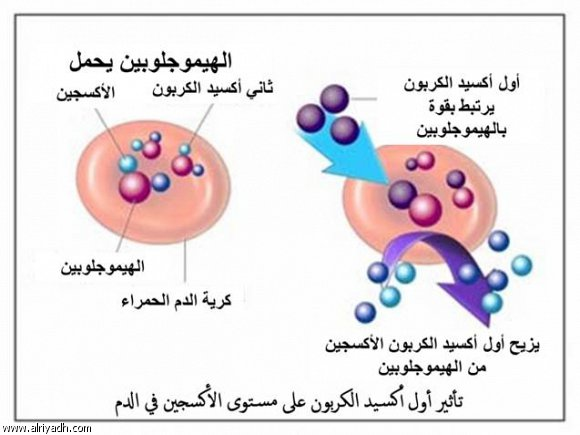 الهيموجلوبين يحمل
ثاني أكسيد الكربون
الأكسجين
الهيموجلوبين
كرية الدم الحمراء
أول أكسيد الكربون
يرتبط بقوة
بالهيموجلوبين
يزيح أول أكسيد الكربون الأكسجين
من الهيموجلوبين
تأثير أول أكسيد الكربون على مستوى الأكسجين في الدم
www.alriyadh.com